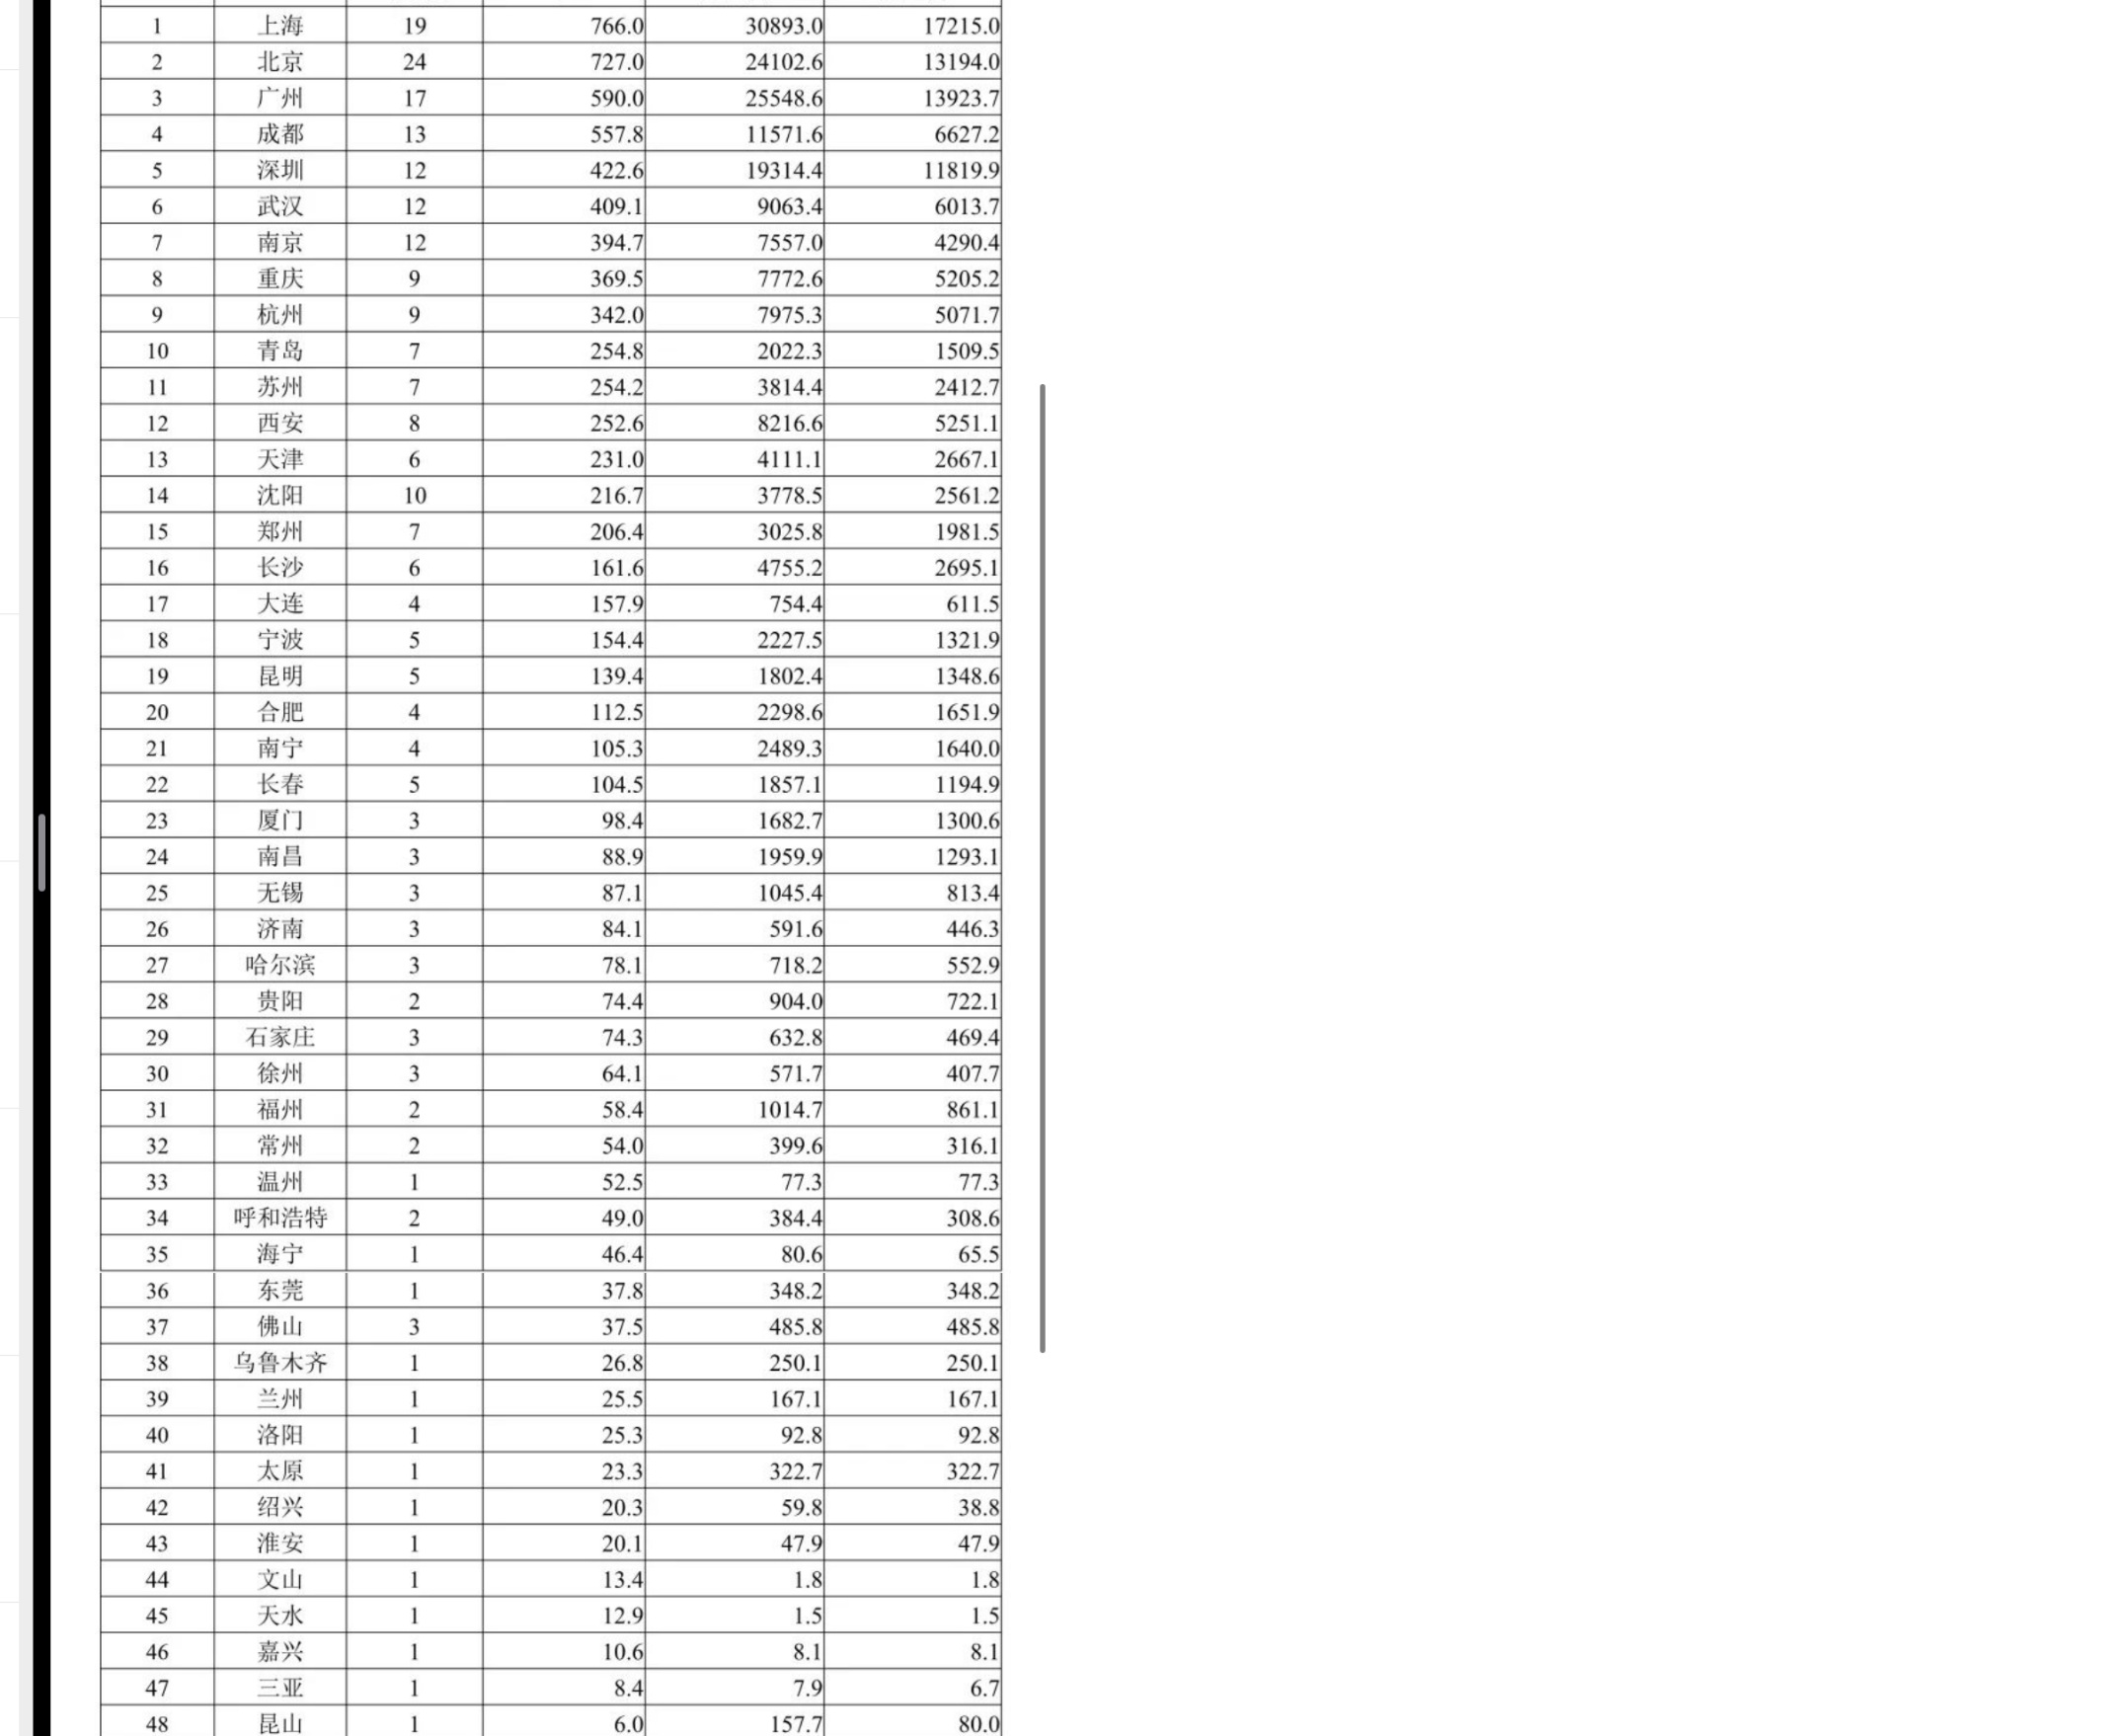 1 上海 19 766.0 30893.0 17215.0
2 北京 24 727.0 24102.6 13194.0
3 广州 17 590.0 25548.6 13923.7
4 成都 13 557.8 11571.6 6627.2
5 深圳 12 422.6 19314.4 11819.9
6 武汉 12 409.1 9063.4 6013.7
7 南京 12 394.7 7557.0 4290.4
8 重庆 9 369.5 7772.6 5205.2
9 杭州 9 342.0 7975.3 5071.7
10 青岛 7 254.8 2022.3 1509.5
11 苏州 7 254.2 3814.4 2412.7
12 西安 8 252.6 8216.6 5251.1
13 天津 6 231.0 4111.1 2667.1
14 沈阳 10 216.7 3778.5 2561.2
15 郑州 7 206.4 3025.8 1981.5
16 长沙 6 161.6 4755.2 2695.1
17 大连 4 157.9 754.4 611.5
18 宁波 5 154.4 2227.5 1321.9
19 昆明 5 139.4 1802.4 1348.6
20 合肥 4 112.5 2298.6 1651.9
21 南宁 4 105.3 2489.3 1640.0
22 长春 5 104.5 1857.1 1194.9
23 厦门 3 98.4 1682.7 1300.6
24 南昌 3 88.9 1959.9 1293.1
25 无锡 3 87.1 1045.4 813.4
26 济南 3 84.1 591.6 446.3
27 哈尔滨 3 78.1 718.2 552.9
28 贵阳 2 74.4 904.0 722.1
29 石家庄 3 74.3 632.8 469.4
30 徐州 3 64.1 571.7 407.7
31 福州 2 58.4 1014.7 861.1
32 常州 2 54.0 399.6 316.1
33 温州 1 52.5 77.3 77.3
34 呼和浩特 2 49.0 384.4 308.6
35 海宁 1 46.4 80.6 65.5
36 东莞 1 37.8 348.2 348.2
37 佛山 3 37.5 485.8 485.8
38 乌鲁木齐 1 26.8 250.1 250.1
39 兰州 1 25.5 167.1 167.1
40 洛阳 1 25.3 92.8 92.8
41 太原 1 23.3 322.7 322.7
42 绍兴 1 20.3 59.8 38.8
43 淮安 1 20.1 47.9 47.9
44 文山 1 13.4 1.8 1.8
45 天水 1 12.9 1.5 1.5
46 嘉兴 1 10.6 8.1 8.1
47 三亚 1 8.4 7.9 6.7
48 昆山 1 6.0 157.7 80.0